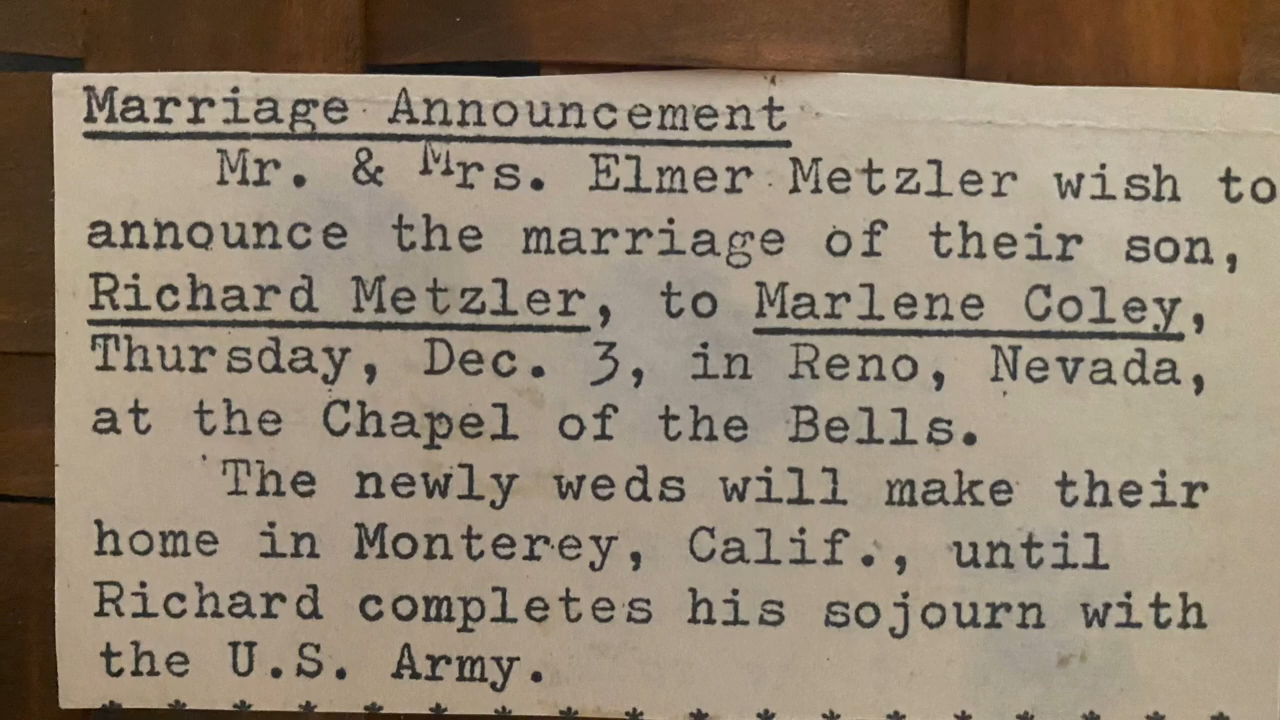 Marriage Announcement
Mr. & Mrs. Elmer Metzler wish to
announce the marriage of their son,
Richard Metzler, to Marlene Coley,
Thursday, Dec. 3, in Reno, Nevada,
at the Chapel of the Bells.
The newly weds will make their
home in Monterey, Calif., until
Richard completes his sojourn with
the U.S. Army.
* * * * * * * * * * * * * * * * * *